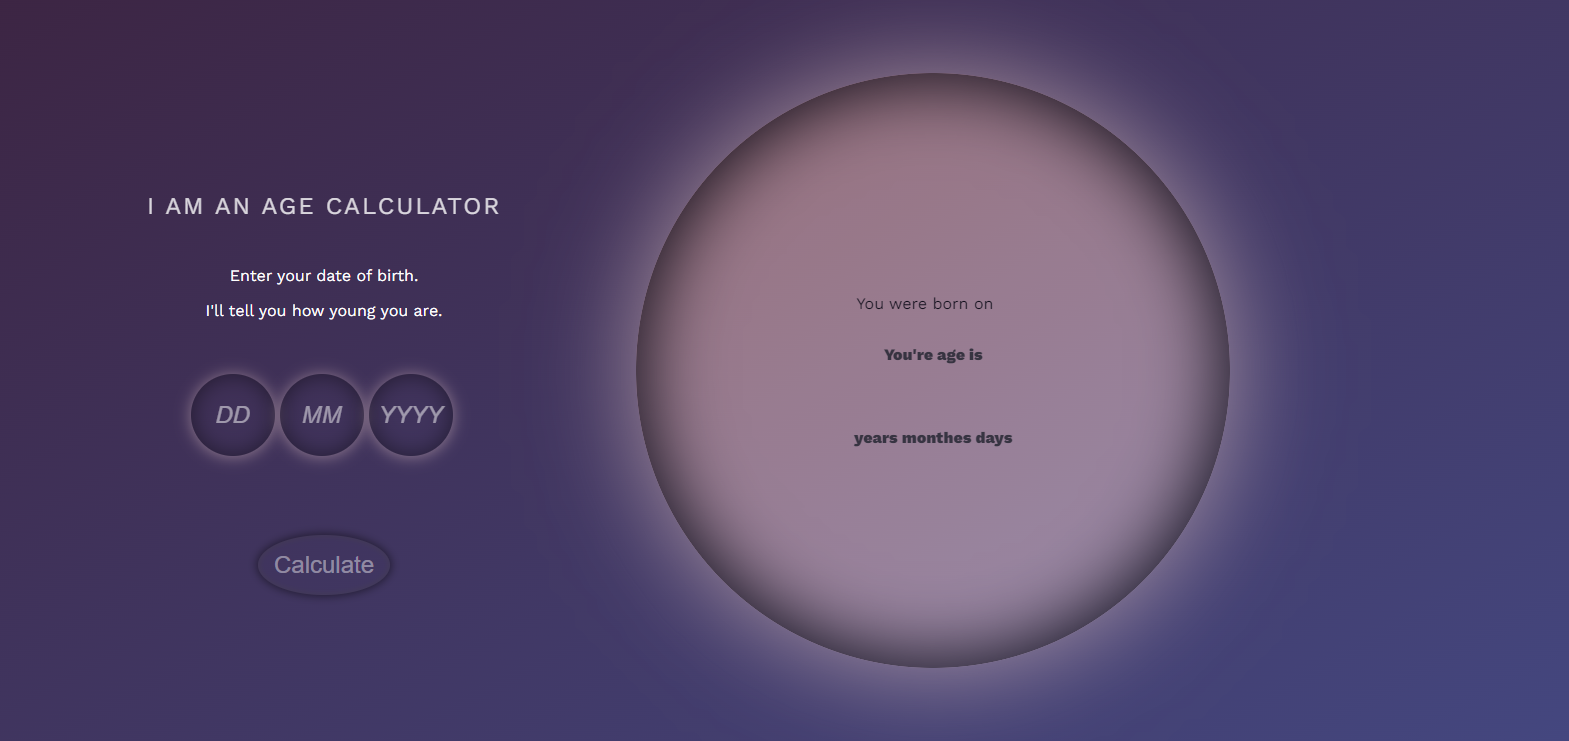 I AM AN AGE CALCULATOR
Enter your date of birth.
I'll tell you how young you are.
DD MM YYYY
Calculate
You were born on
You're age is
years monthes days